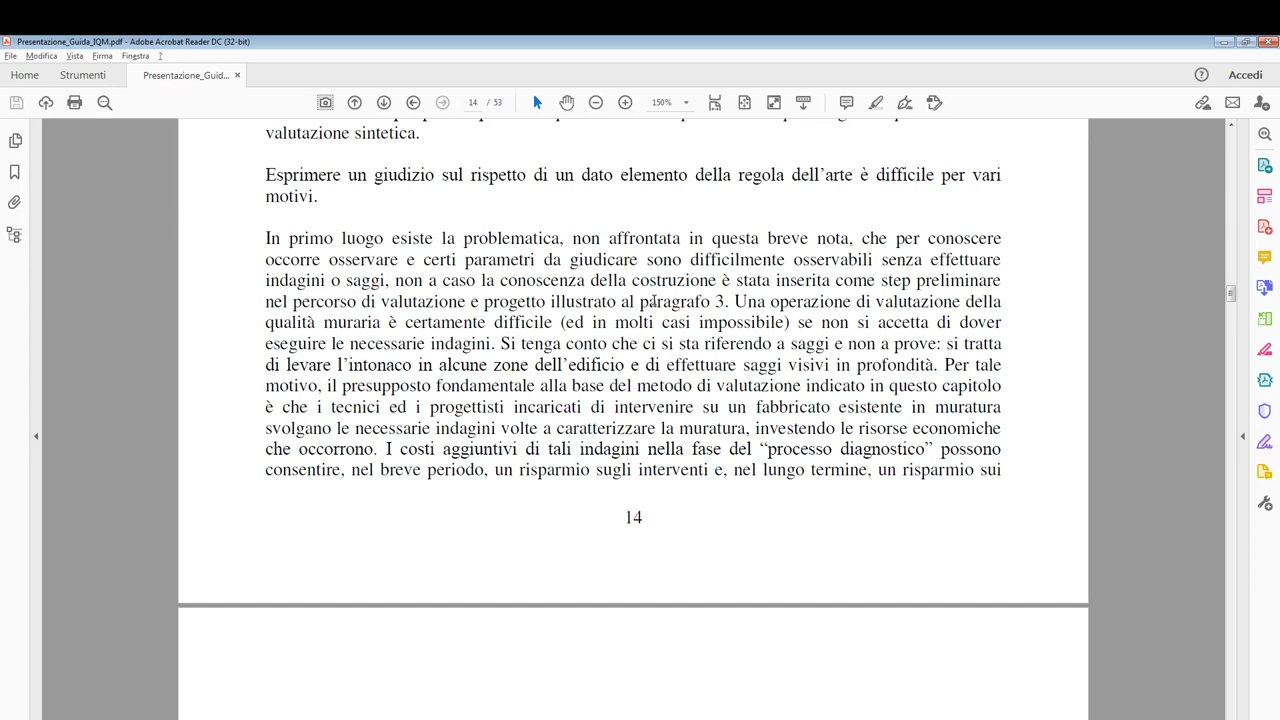 Presentazione_Guida_IQM.pdf - Adobe Acrobat Reader DC (32-bit)
File Modifica Vista Firma Finestra ?
Home Strumenti Presentazione_Guid... × Accedi
14 / 53 150%
valutazione sintetica.
Esprimere un giudizio sul rispetto di un dato elemento della regola dell’arte è difficile per vari
motivi.
In primo luogo esiste la problematica, non affrontata in questa breve nota, che per conoscere
occorre osservare e certi parametri da giudicare sono difficilmente osservabili senza effettuare
indagini o saggi, non a caso la conoscenza della costruzione è stata inserita come step preliminare
nel percorso di valutazione e progetto illustrato al paragrafo 3. Una operazione di valutazione della
qualità muraria è certamente difficile (ed in molti casi impossibile) se non si accetta di dover
eseguire le necessarie indagini. Si tenga conto che ci si sta riferendo a saggi e non a prove: si tratta
di levare l’intonaco in alcune zone dell’edificio e di effettuare saggi visivi in profondità. Per tale
motivo, il presupposto fondamentale alla base del metodo di valutazione indicato in questo capitolo
è che i tecnici ed i progettisti incaricati di intervenire su un fabbricato esistente in muratura
svolgano le necessarie indagini volte a caratterizzare la muratura, investendo le risorse economiche
che occorrono. I costi aggiuntivi di tali indagini nella fase del “processo diagnostico” possono
consentire, nel breve periodo, un risparmio sugli interventi e, nel lungo termine, un risparmio sui
14